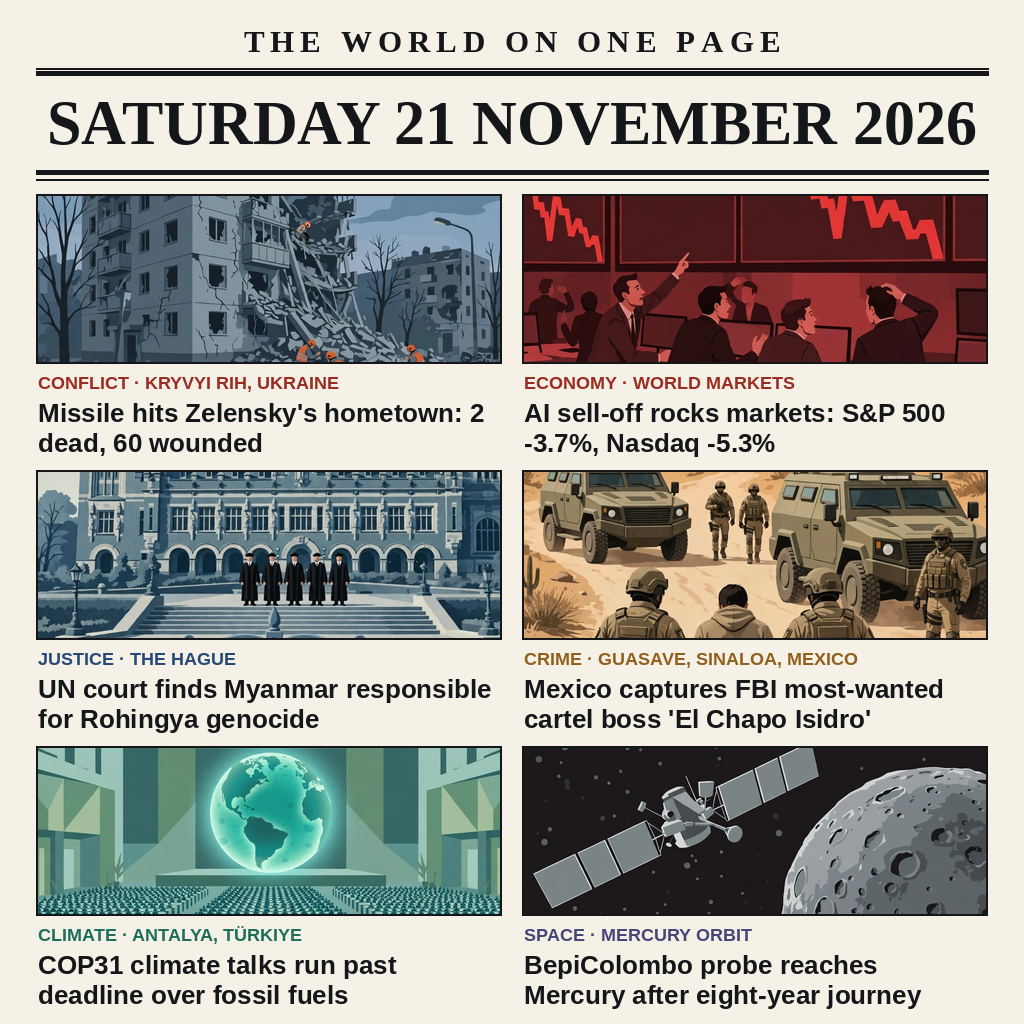 THE WORLD ON ONE PAGE
SATURDAY 21 NOVEMBER 2026
CONFLICT · KRYVYI RIH, UKRAINE
Missile hits Zelensky's hometown: 2
dead, 60 wounded
ECONOMY · WORLD MARKETS
AI sell-off rocks markets: S&P 500
-3.7%, Nasdaq -5.3%
JUSTICE · THE HAGUE
UN court finds Myanmar responsible
for Rohingya genocide
CRIME · GUASAVE, SINALOA, MEXICO
Mexico captures FBI most-wanted
cartel boss 'El Chapo Isidro'
CLIMATE · ANTALYA, TÜRKIYE
COP31 climate talks run past
deadline over fossil fuels
SPACE · MERCURY ORBIT
BepiColombo probe reaches
Mercury after eight-year journey